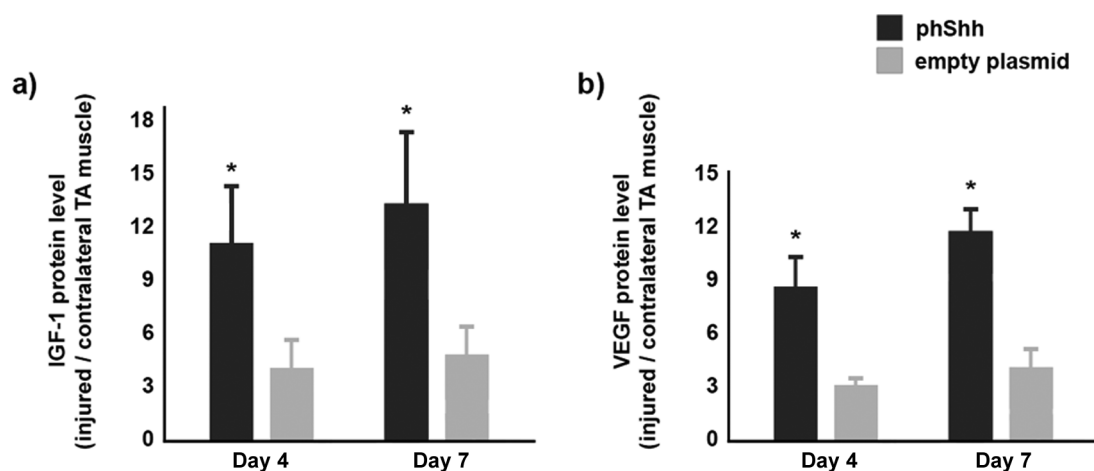 phShh
empty plasmid
a)
IGF-1 protein level
(injured / contralateral TA muscle)
18
15
12
9
6
3
0
*
*
Day 4
Day 7
b)
VEGF protein level
(injured / contralateral TA muscle)
15
12
9
6
3
0
*
*
Day 4
Day 7